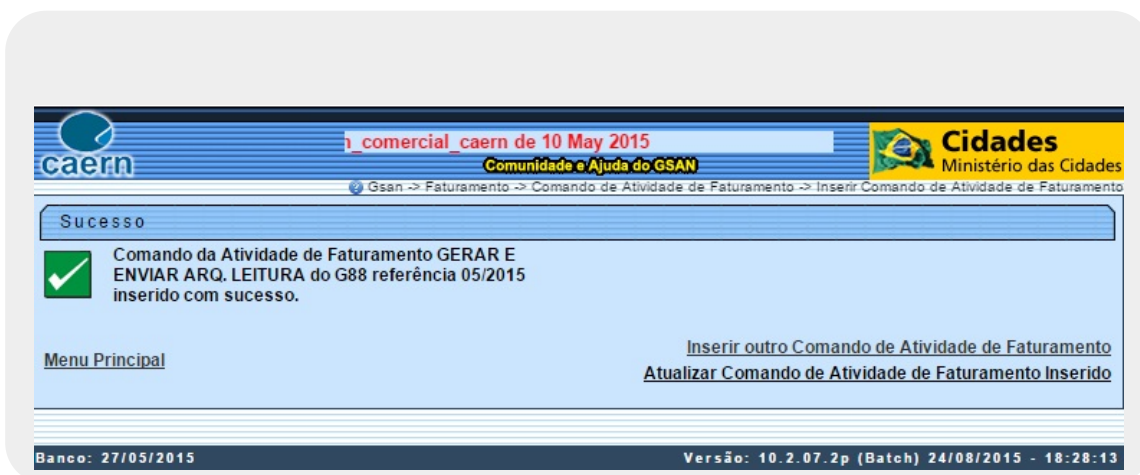 caern
_comercial_caern de 10 May 2015
Comunidade e Ajuda do GSAN
Cidades
Ministério das Cidades
Gsan -> Faturamento -> Comando de Atividade de Faturamento -> Inserir Comando de Atividade de Faturamento
Sucesso
Comando da Atividade de Faturamento GERAR E
ENVIAR ARQ. LEITURA do G88 referência 05/2015
inserido com sucesso.
Menu Principal
Inserir outro Comando de Atividade de Faturamento
Atualizar Comando de Atividade de Faturamento Inserido
Banco: 27/05/2015
Versão: 10.2.07.2p (Batch) 24/08/2015 - 18:28:13